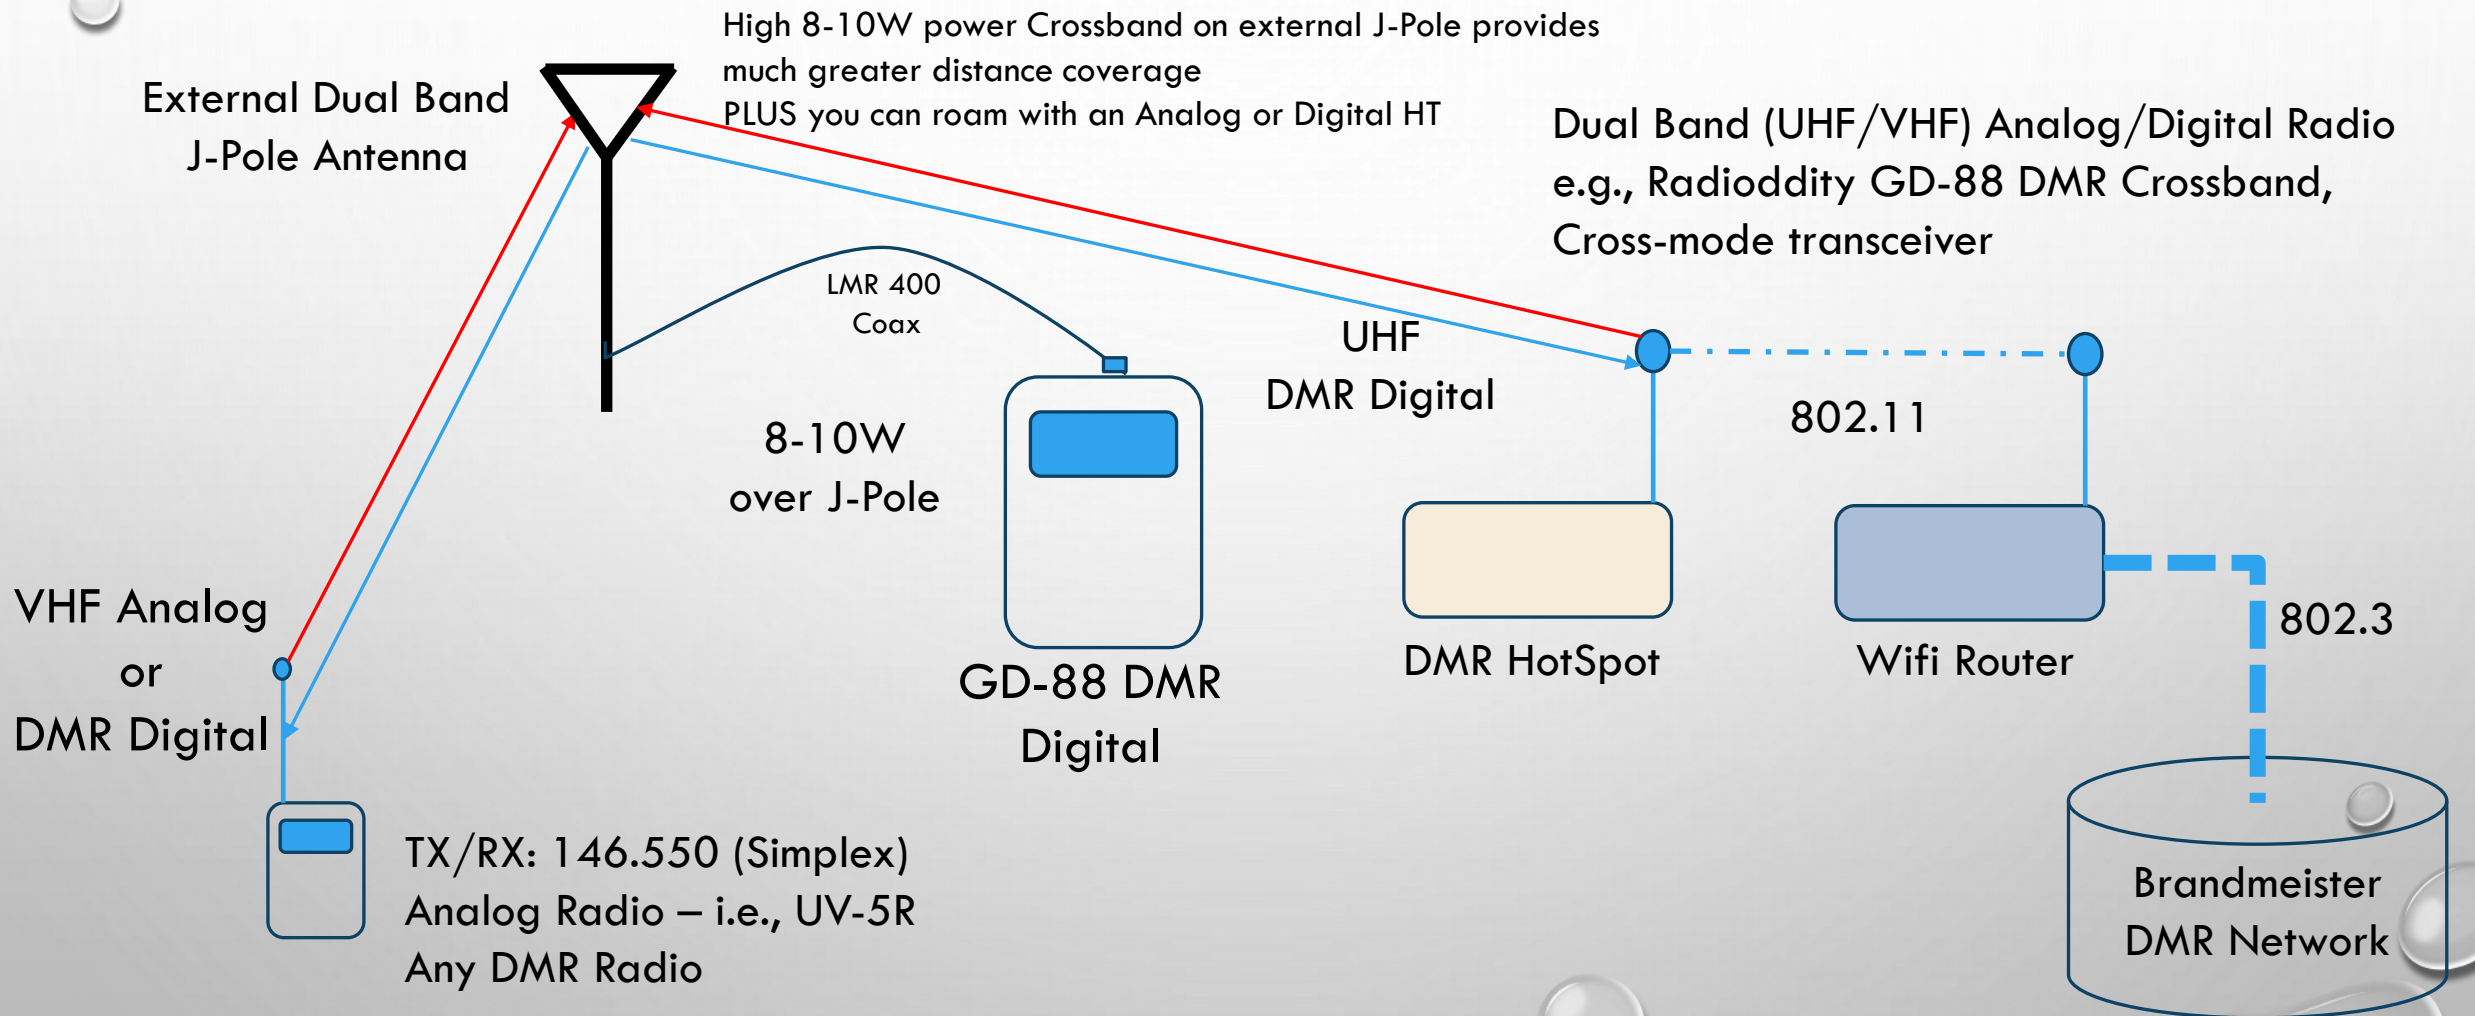 High 8-10W power Crossband on external J-Pole provides
much greater distance coverage
PLUS you can roam with an Analog or Digital HT
External Dual Band
J-Pole Antenna
Dual Band (UHF/VHF) Analog/Digital Radio
e.g., Radioddity GD-88 DMR Crossband,
Cross-mode transceiver
LMR 400
Coax
UHF
DMR Digital
802.11
8-10W
over J-Pole
VHF Analog
or
DMR Digital
GD-88 DMR
Digital
DMR HotSpot
Wifi Router
802.3
TX/RX: 146.550 (Simplex)
Analog Radio – i.e., UV-5R
Any DMR Radio
Brandmeister
DMR Network